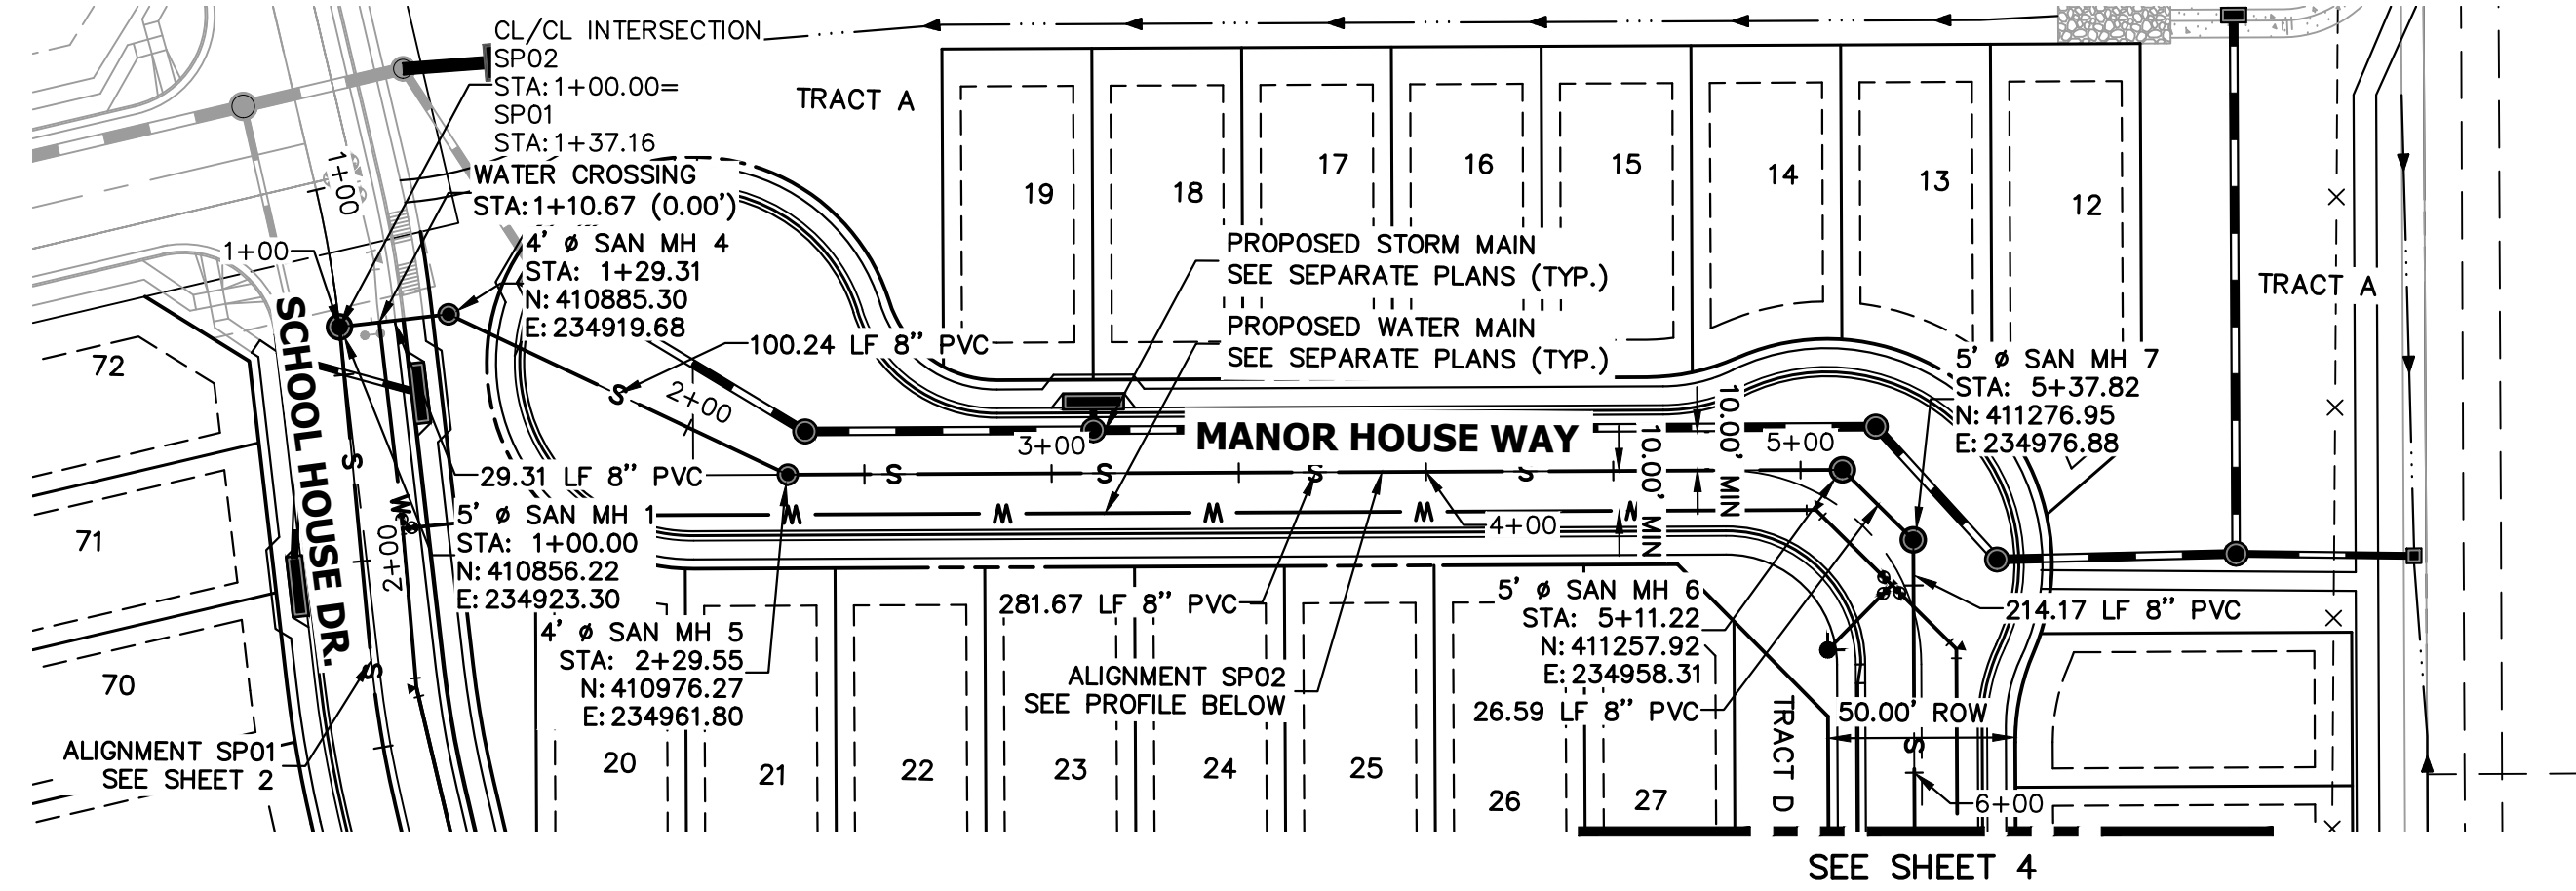 CL/CL INTERSECTION
SP02
STA: 1+00.00=
SP01
STA: 1+37.16
WATER CROSSING
STA: 1+10.67 (0.00')
4' ø SAN MH 4
STA: 1+29.31
N: 410885.30
E: 234919.68
TRACT A
19
18
17
16
15
14
13
12
TRACT A
1+00
1+00
SCHOOL HOUSE DR.
PROPOSED STORM MAIN
SEE SEPARATE PLANS (TYP.)
PROPOSED WATER MAIN
SEE SEPARATE PLANS (TYP.)
100.24 LF 8" PVC
S
2+00
5' ø SAN MH 7
STA: 5+37.82
N: 411276.95
E: 234976.88
72
71
70
3+00
MANOR HOUSE WAY
10.00' MIN
10.00' MIN
5+00
S
S
S
S
29.31 LF 8" PVC
S
W
2+00
5' ø SAN MH 1
STA: 1+00.00
N: 410856.22
E: 234923.30
W
W
W
W
W
4+00
4' ø SAN MH 5
STA: 2+29.55
N: 410976.27
E: 234961.80
281.67 LF 8" PVC
ALIGNMENT SP02
SEE PROFILE BELOW
5' ø SAN MH 6
STA: 5+11.22
N: 411257.92
E: 234958.31
26.59 LF 8" PVC
214.17 LF 8" PVC
50.00' ROW
S
S
6+00
TRACT D
ALIGNMENT SP01
SEE SHEET 2
20
21
22
23
24
25
26
27
SEE SHEET 4